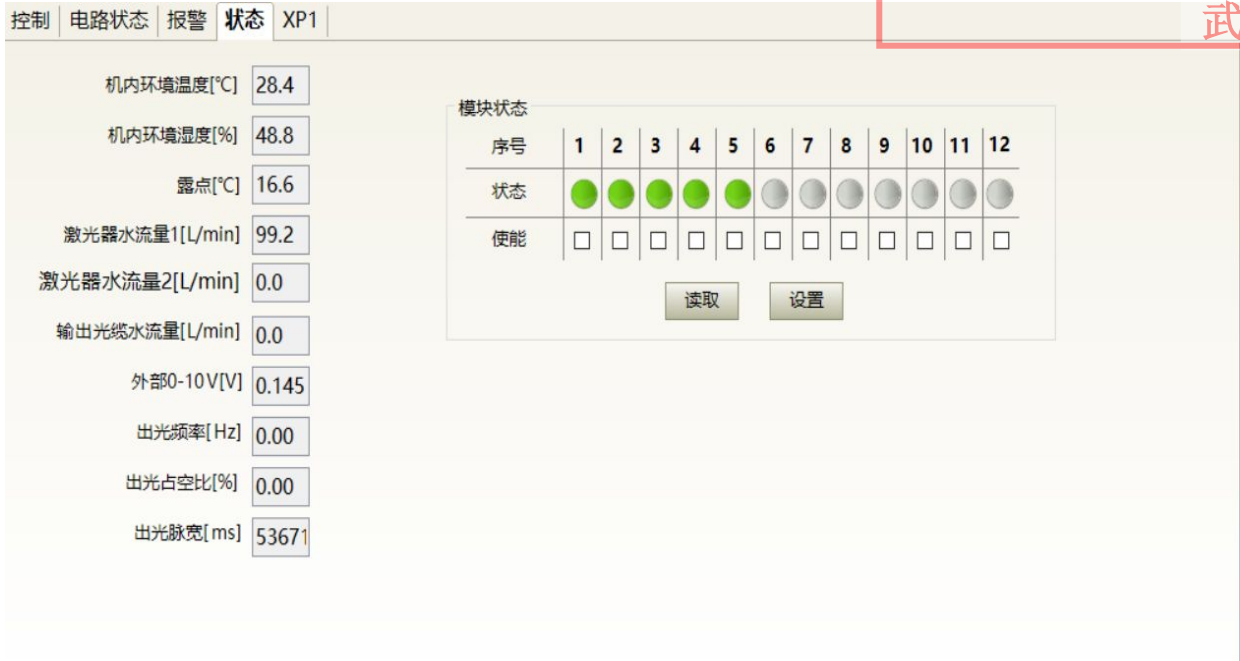 控制 电路状态 报警 状态 XP1
武
机内环境温度[℃] 28.4
机内环境湿度[%] 48.8
露点[℃] 16.6
激光器水流量1[L/min] 99.2
激光器水流量2[L/min] 0.0
输出光缆水流量[L/min] 0.0
外部0-10V[V] 0.145
出光频率[Hz] 0.00
出光占空比[%] 0.00
出光脉宽[ms] 53671
模块状态
序号 1 2 3 4 5 6 7 8 9 10 11 12
状态
使能
读取 设置